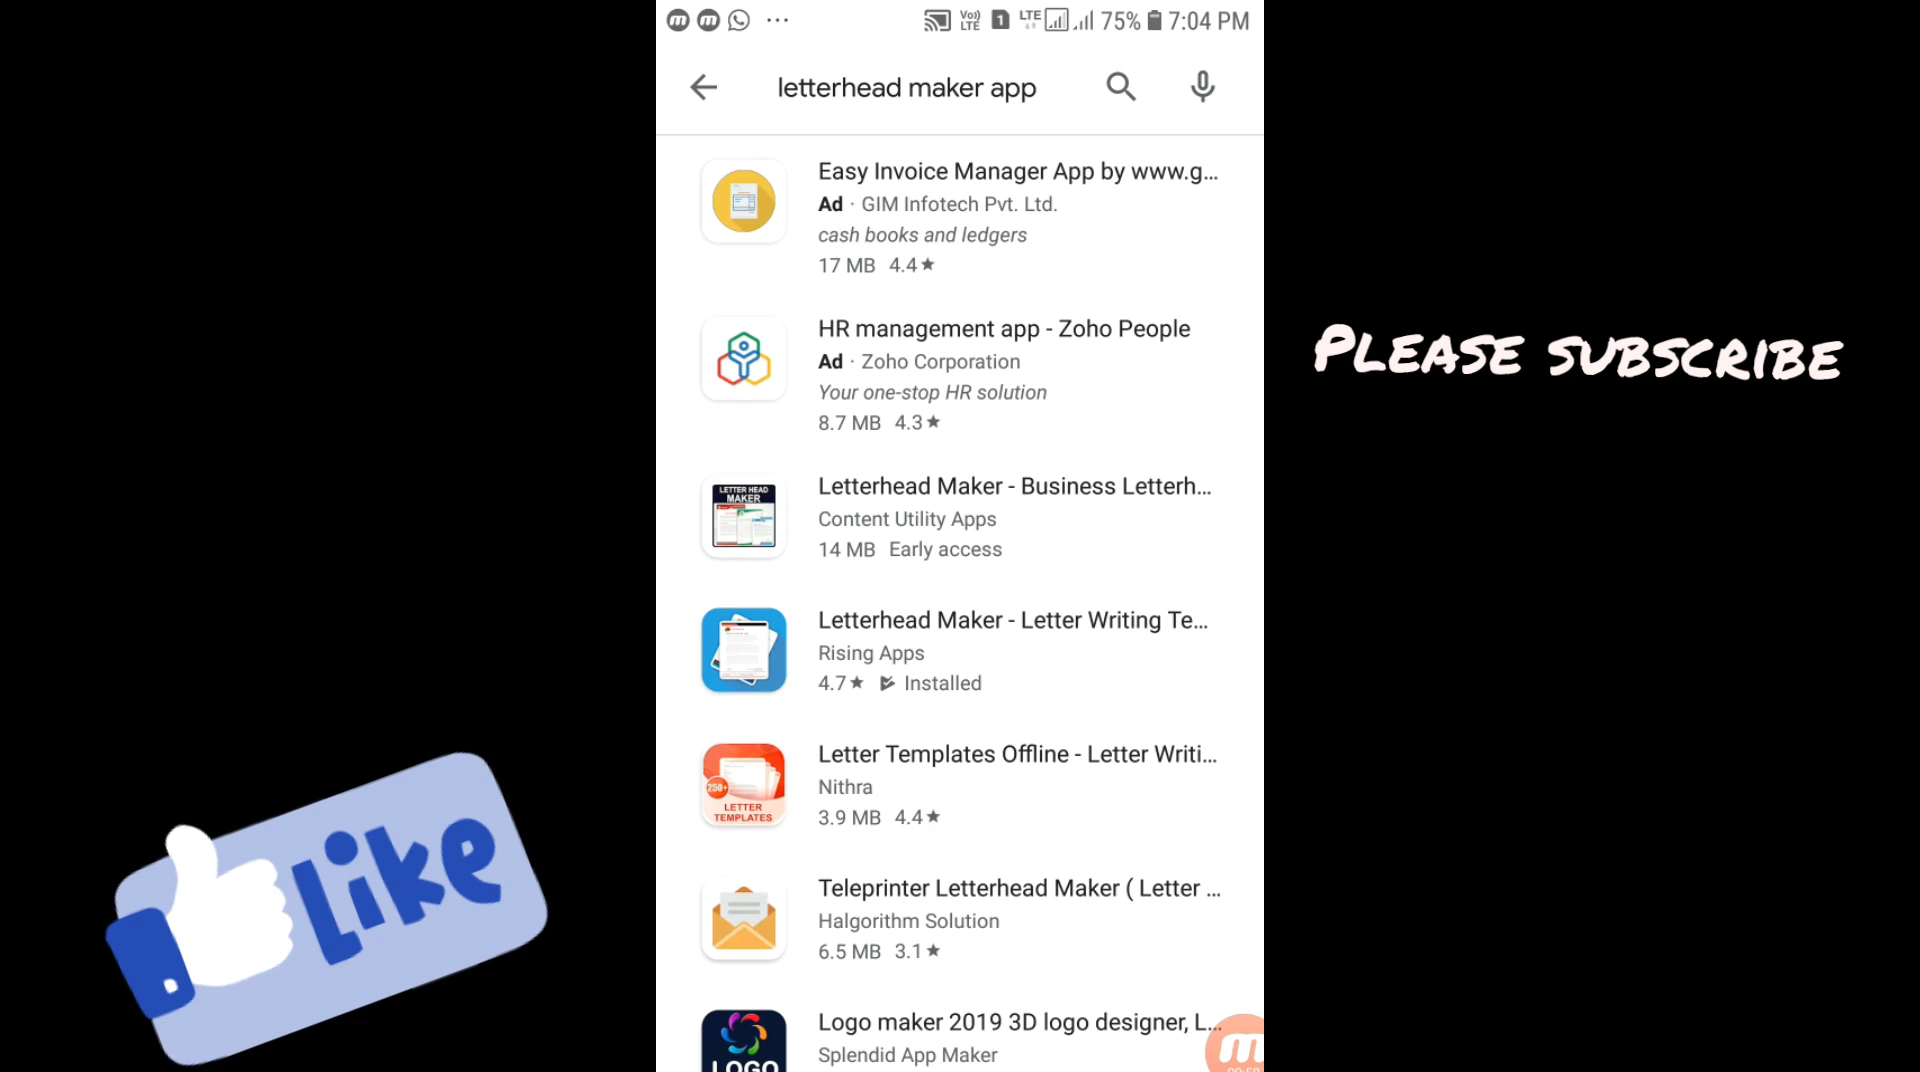 Vo)) LTE 1 LTE 75% 7:04 PM
letterhead maker app
Easy Invoice Manager App by www.g...
Ad · GIM Infotech Pvt. Ltd.
cash books and ledgers
17 MB 4.4★
HR management app - Zoho People
Ad · Zoho Corporation
Your one-stop HR solution
8.7 MB 4.3★
LETTER HEAD
MAKER
Letterhead Maker - Business Letterh...
Content Utility Apps
14 MB Early access
Letterhead Maker - Letter Writing Te...
Rising Apps
4.7★ Installed
250+
LETTER
TEMPLATES
Letter Templates Offline - Letter Writi...
Nithra
3.9 MB 4.4★
Teleprinter Letterhead Maker ( Letter ...
Halgorithm Solution
6.5 MB 3.1★
LOGO
Logo maker 2019 3D logo designer, L...
Splendid App Maker
PLEASE SUBSCRIBE
Like